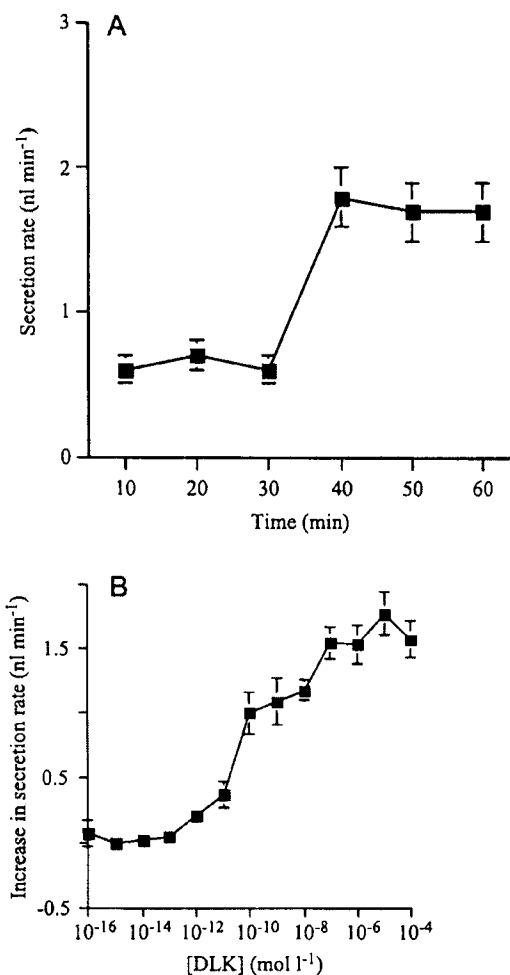 A
3
2
1
0
Secretion rate (nl min⁻¹)
10 20 30 40 50 60
Time (min)
B
1.5
0.5
-0.5
Increase in secretion rate (nl min⁻¹)
10⁻¹⁶ 10⁻¹⁴ 10⁻¹² 10⁻¹⁰ 10⁻⁸ 10⁻⁶ 10⁻⁴
[DLK] (mol l⁻¹)